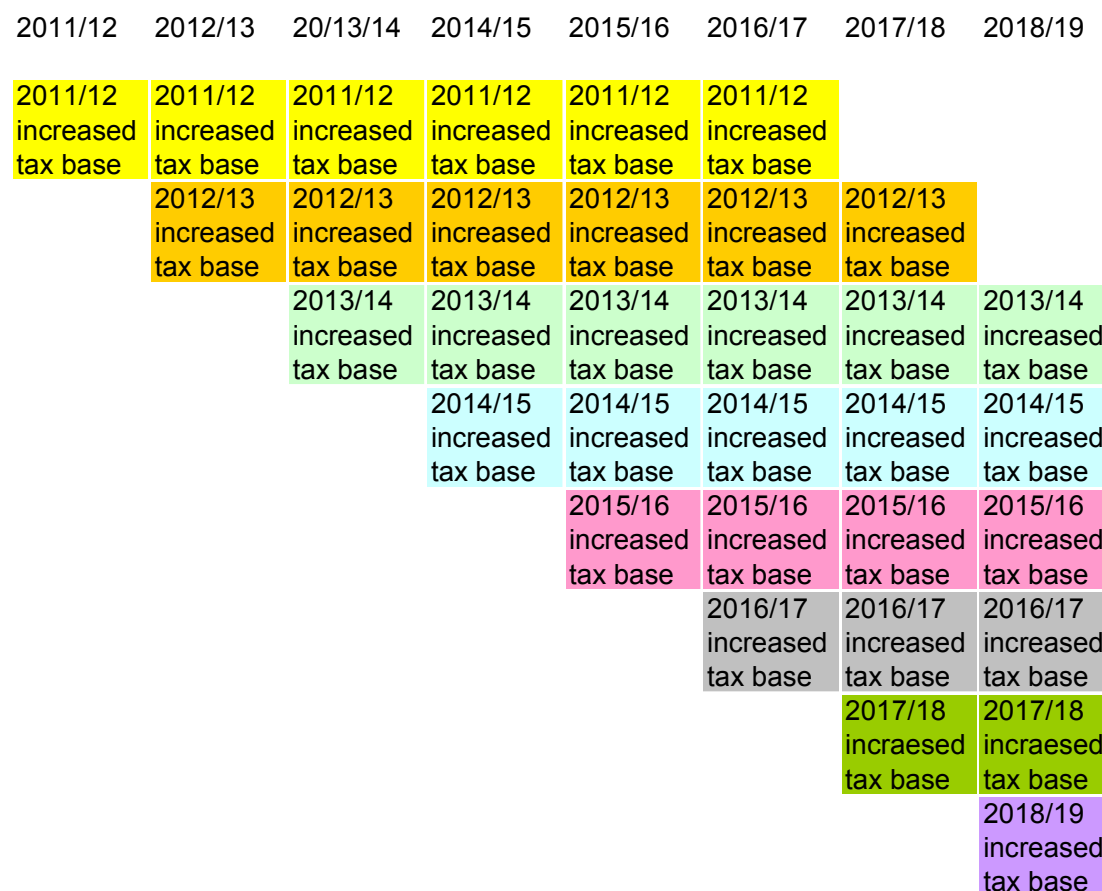 2011/12 2012/13 20/13/14 2014/15 2015/16 2016/17 2017/18 2018/19
2011/12 2011/12 2011/12 2011/12 2011/12 2011/12
increased increased increased increased increased increased
tax base tax base tax base tax base tax base tax base
2012/13 2012/13 2012/13 2012/13 2012/13 2012/13
increased increased increased increased increased increased
tax base tax base tax base tax base tax base tax base
2013/14 2013/14 2013/14 2013/14 2013/14 2013/14
increased increased increased increased increased increased
tax base tax base tax base tax base tax base tax base
2014/15 2014/15 2014/15 2014/15 2014/15
increased increased increased increased increased
tax base tax base tax base tax base tax base
2015/16 2015/16 2015/16 2015/16
increased increased increased increased
tax base tax base tax base tax base
2016/17 2016/17 2016/17
increased increased increased
tax base tax base tax base
2017/18 2017/18
incraesed incraesed
tax base tax base
2018/19
increased
tax base